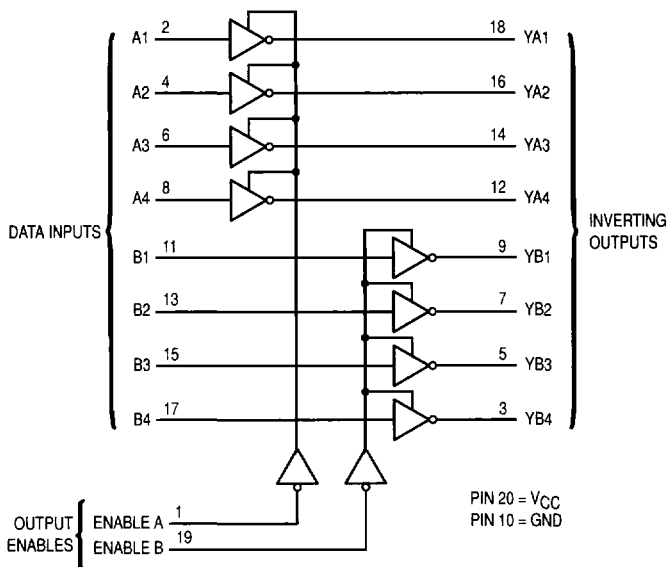 A1 2 18 YA1
A2 4 16 YA2
A3 6 14 YA3
A4 8 12 YA4
DATA INPUTS
INVERTING
OUTPUTS
B1 11 9 YB1
B2 13 7 YB2
B3 15 5 YB3
B4 17 3 YB4
OUTPUT
ENABLES
ENABLE A 1
ENABLE B 19
PIN 20 = VCC
PIN 10 = GND